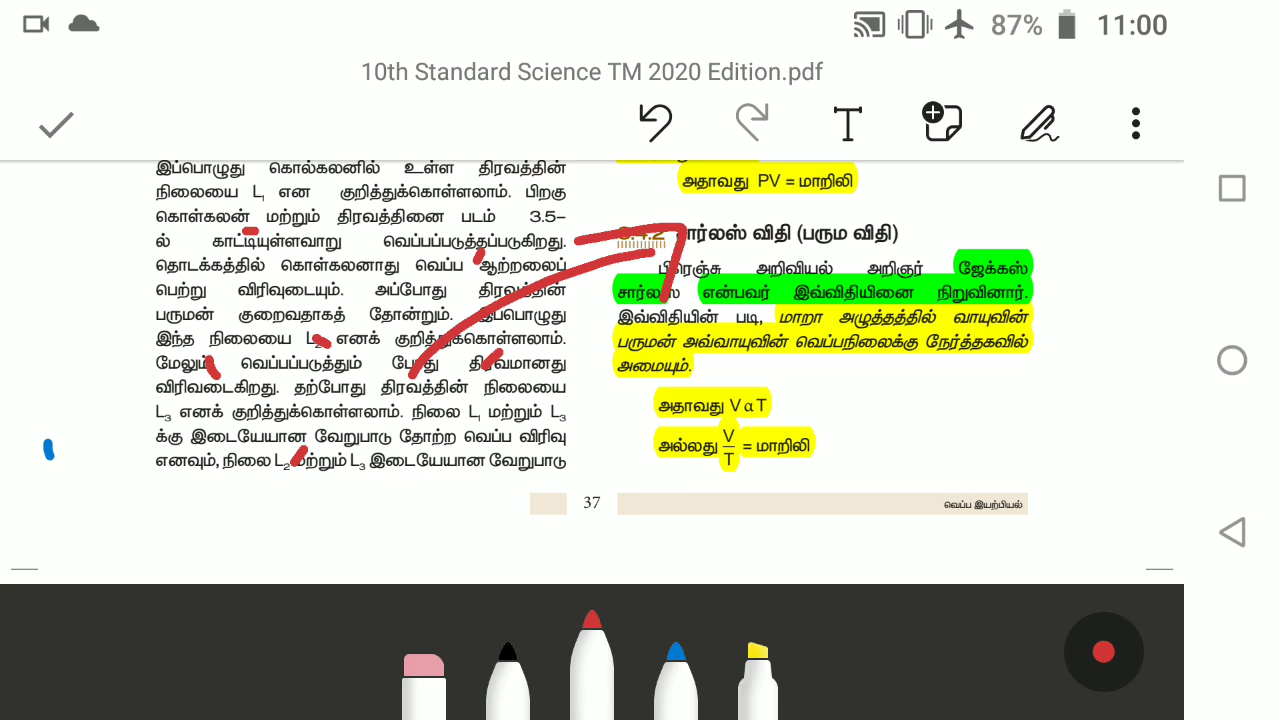 87% 11:00
10th Standard Science TM 2020 Edition.pdf
இப்பொழுது கொல்கலனில் உள்ள திரவத்தின்
நிலையை L1 என குறித்துக்கொள்ளலாம். பிறகு
கொள்கலன் மற்றும் திரவத்தினை படம் 3.5–
ல் காட்டியுள்ளவாறு வெப்பப்படுத்தப்படுகிறது.
தொடக்கத்தில் கொள்கலனாது வெப்ப ஆற்றலைப்
பெற்று விரிவுடையும். அப்போது திரவத்தின்
பருமன் குறைவதாகத் தோன்றும். இப்பொழுது
இந்த நிலையை L2 எனக் குறித்துக்கொள்ளலாம்.
மேலும் வெப்பப்படுத்தும் போது திரவமானது
விரிவடைகிறது. தற்போது திரவத்தின் நிலையை
L3 எனக் குறித்துக்கொள்ளலாம். நிலை L1 மற்றும் L3
க்கு இடையேயான வேறுபாடு தோற்ற வெப்ப விரிவு
எனவும், நிலை L2 மற்றும் L3 இடையேயான வேறுபாடு
அதாவது PV = மாறிலி
3.4.2 சார்லஸ் விதி (பரும விதி)
பிரெஞ்சு அறிவியல் அறிஞர் ஜேக்கஸ்
சார்லஸ் என்பவர் இவ்விதியினை நிறுவினார்.
இவ்விதியின் படி, மாறா அழுத்தத்தில் வாயுவின்
பருமன் அவ்வாயுவின் வெப்பநிலைக்கு நேர்த்தகவில்
அமையும்.
அதாவது V α T
அல்லது V/T = மாறிலி
37
வெப்ப இயற்பியல்